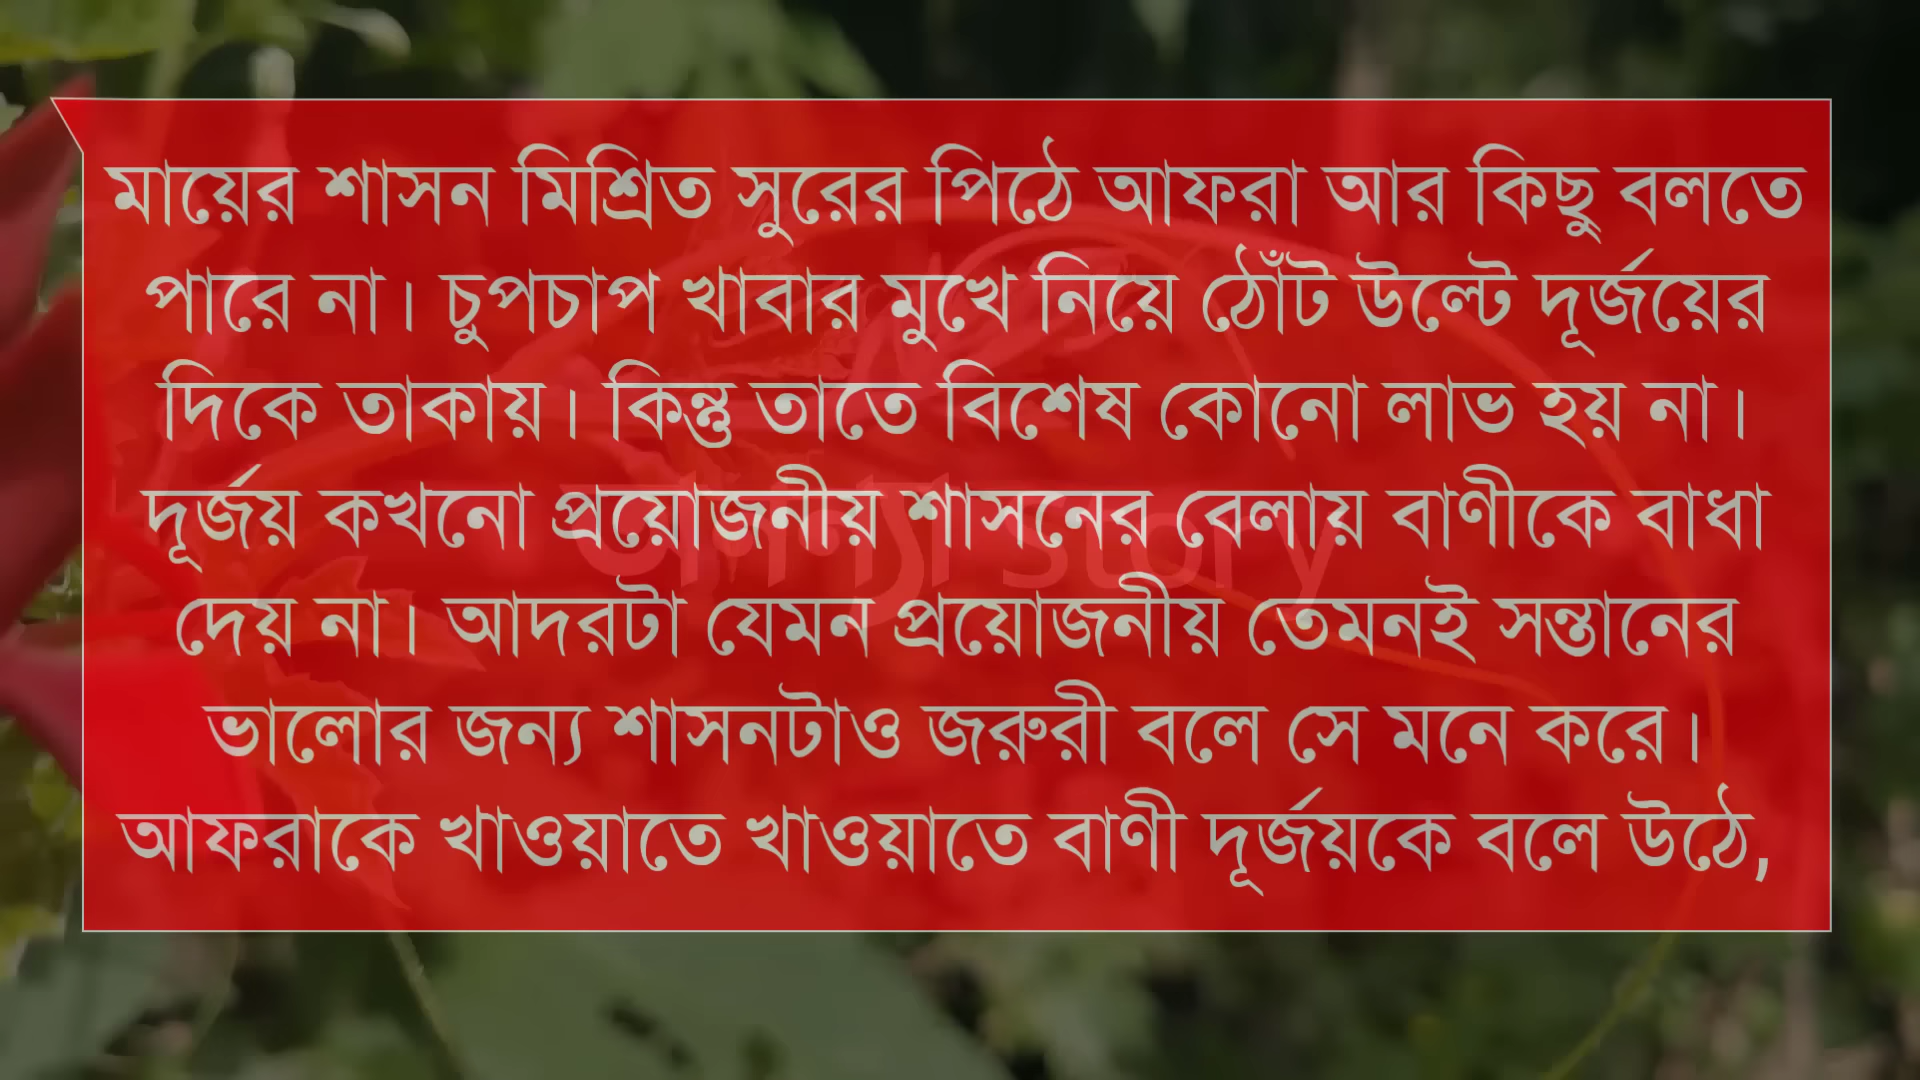 মায়ের শাসন মিশ্রিত সুরের পিঠে আফরা আর কিছু বলতে
পারে না। চুপচাপ খাবার মুখে নিয়ে ঠোঁট উল্টে দূর্জয়ের
দিকে তাকায়। কিন্তু তাতে বিশেষ কোনো লাভ হয় না।
দূর্জয় কখনো প্রয়োজনীয় শাসনের বেলায় বাণীকে বাধা
দেয় না। আদরটা যেমন প্রয়োজনীয় তেমনই সন্তানের
ভালোর জন্য শাসনটাও জরুরী বলে সে মনে করে।
আফরাকে খাওয়াতে খাওয়াতে বাণী দূর্জয়কে বলে উঠে,
story